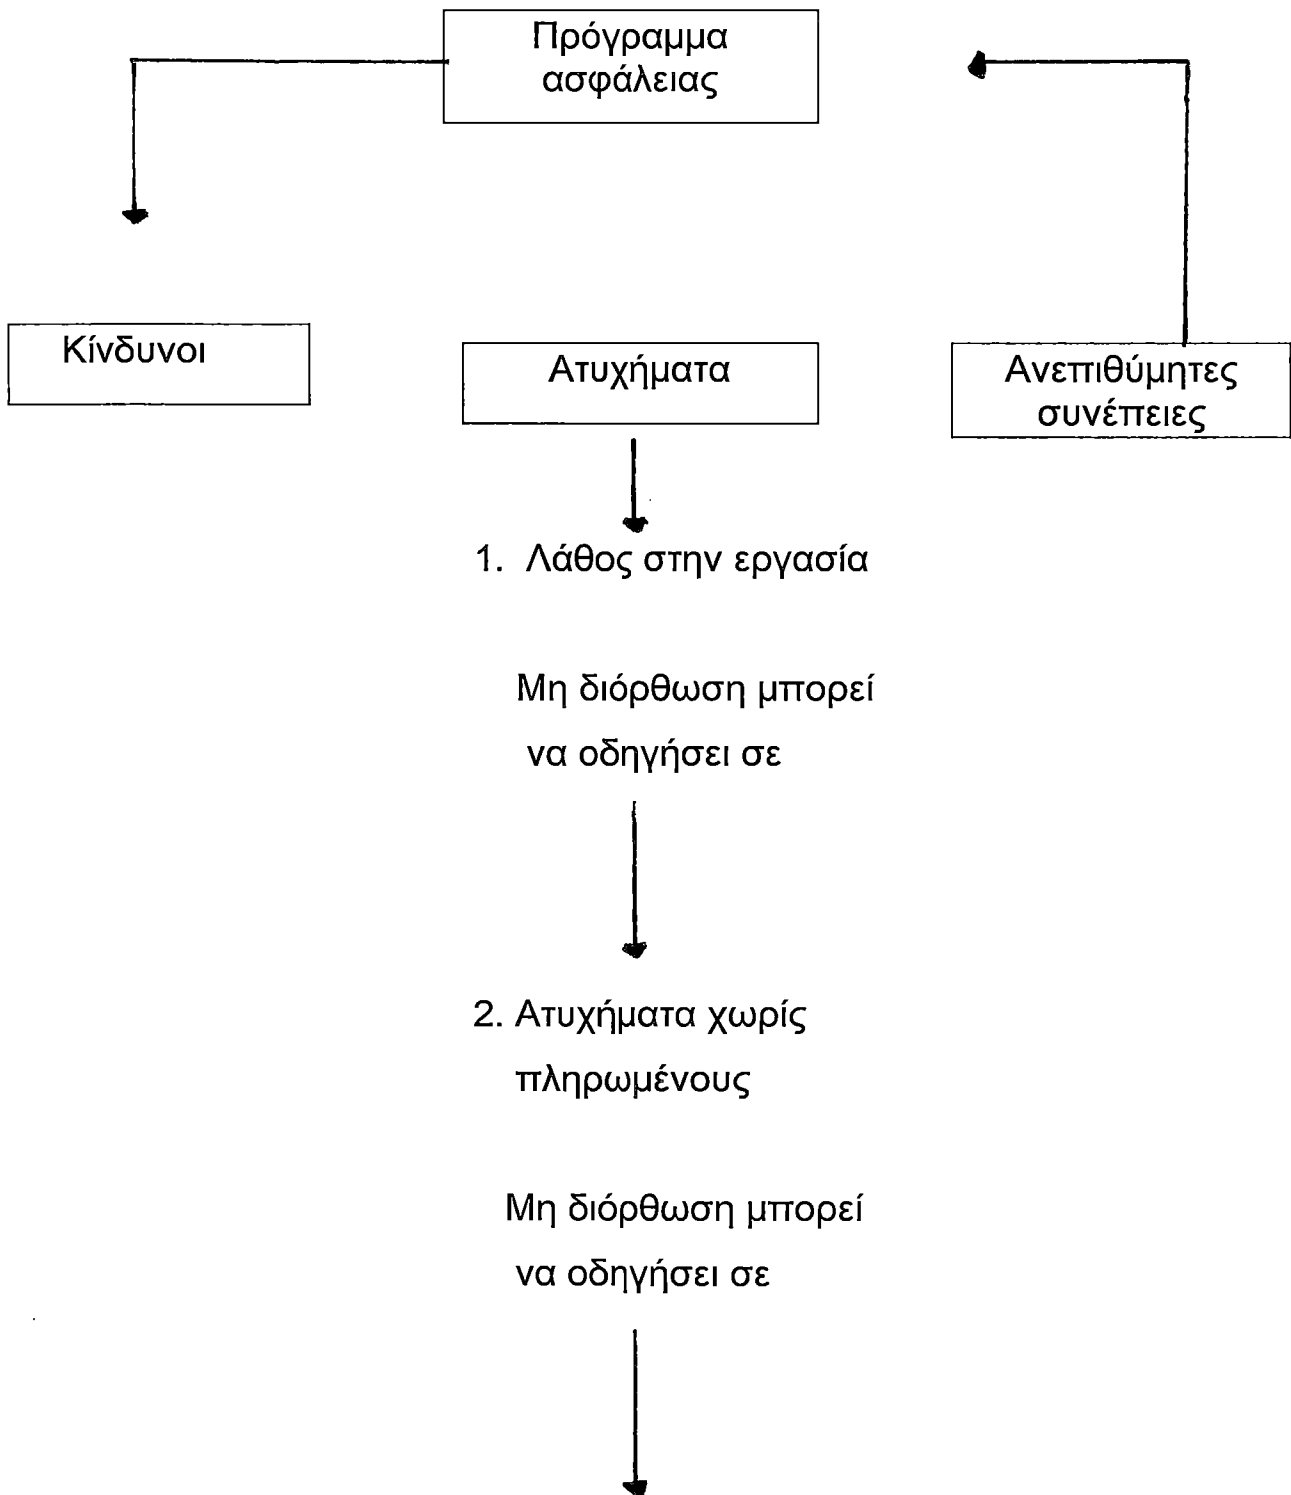 Πρόγραμμα
ασφάλειας
Κίνδυνοι
Ατυχήματα
Ανεπιθύμητες
συνέπειες
1. Λάθος στην εργασία
Μη διόρθωση μπορεί
να οδηγήσει σε
2. Ατυχήματα χωρίς
πληρωμένους
Μη διόρθωση μπορεί
να οδηγήσει σε